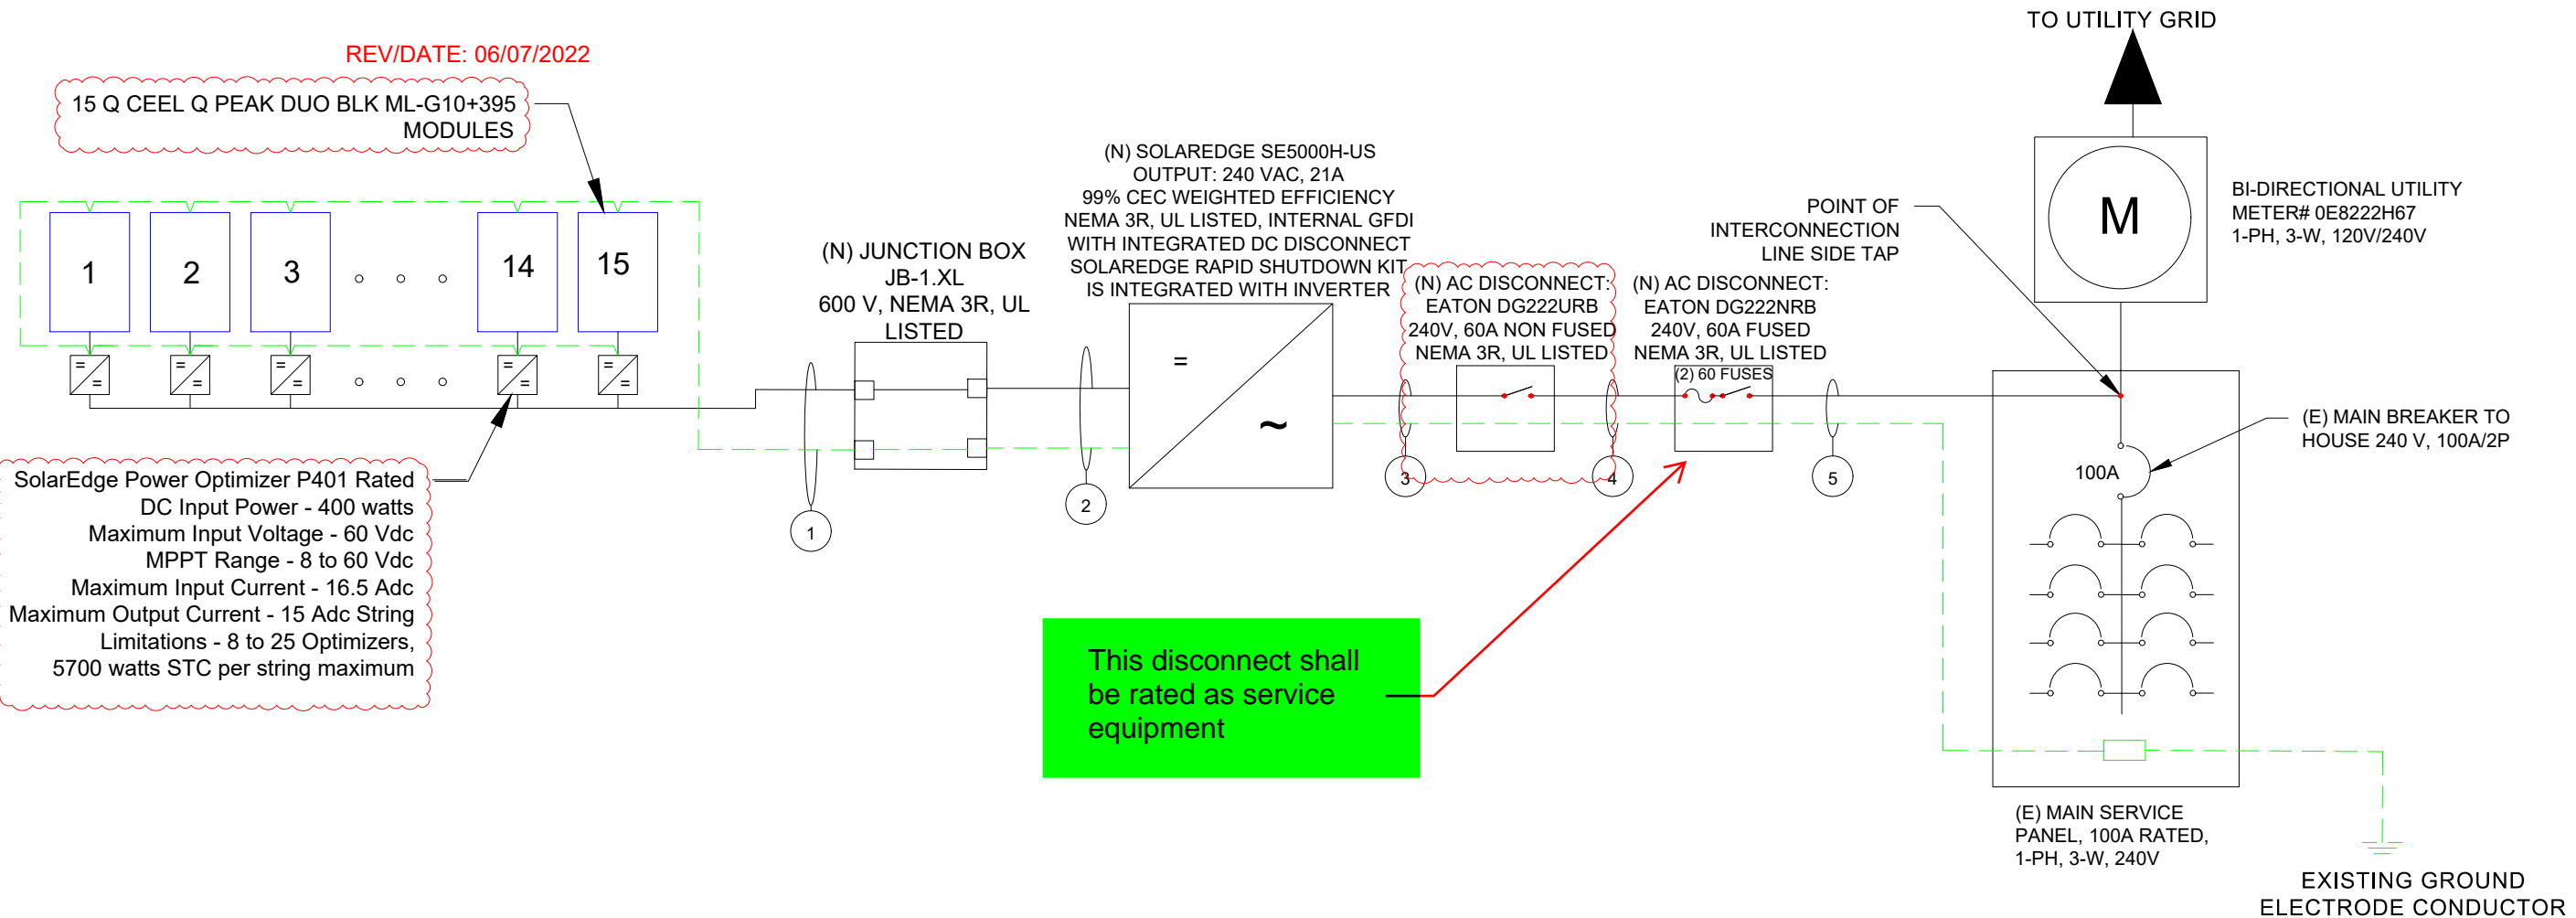 TO UTILITY GRID
REV/DATE: 06/07/2022
15 Q CEEL Q PEAK DUO BLK ML-G10+395
MODULES
1
2
3
14
15
(N) JUNCTION BOX
JB-1.XL
600 V, NEMA 3R, UL
LISTED
(N) SOLAREDGE SE5000H-US
OUTPUT: 240 VAC, 21A
99% CEC WEIGHTED EFFICIENCY
NEMA 3R, UL LISTED, INTERNAL GFDI
WITH INTEGRATED DC DISCONNECT
SOLAREDGE RAPID SHUTDOWN KIT
IS INTEGRATED WITH INVERTER
(N) AC DISCONNECT:
EATON DG222URB
240V, 60A NON FUSED
NEMA 3R, UL LISTED
(N) AC DISCONNECT:
EATON DG222NRB
240V, 60A FUSED
NEMA 3R, UL LISTED
(2) 60 FUSES
POINT OF
INTERCONNECTION
LINE SIDE TAP
M
BI-DIRECTIONAL UTILITY
METER# 0E8222H67
1-PH, 3-W, 120V/240V
(E) MAIN BREAKER TO
HOUSE 240 V, 100A/2P
100A
SolarEdge Power Optimizer P401 Rated
DC Input Power - 400 watts
Maximum Input Voltage - 60 Vdc
MPPT Range - 8 to 60 Vdc
Maximum Input Current - 16.5 Adc
Maximum Output Current - 15 Adc String
Limitations - 8 to 25 Optimizers,
5700 watts STC per string maximum
1
2
3
4
5
This disconnect shall
be rated as service
equipment
(E) MAIN SERVICE
PANEL, 100A RATED,
1-PH, 3-W, 240V
EXISTING GROUND
ELECTRODE CONDUCTOR